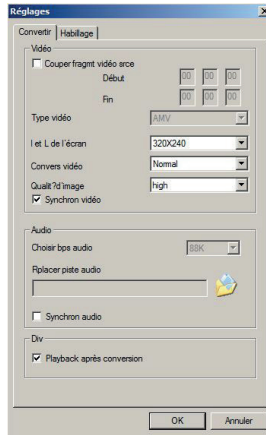 Réglages
Convertir Habillage
Vidéo
Couper fragmt vidéo srce
Début 00 00 00
Fin 00 00 00
Type vidéo AMV
l et L de l'écran 320X240
Convers vidéo Normal
Qualit?d'image high
Synchron vidéo
Audio
Choisir bps audio 88K
Rplacer piste audio
Synchron audio
Div
Playback après conversion
OK Annuler